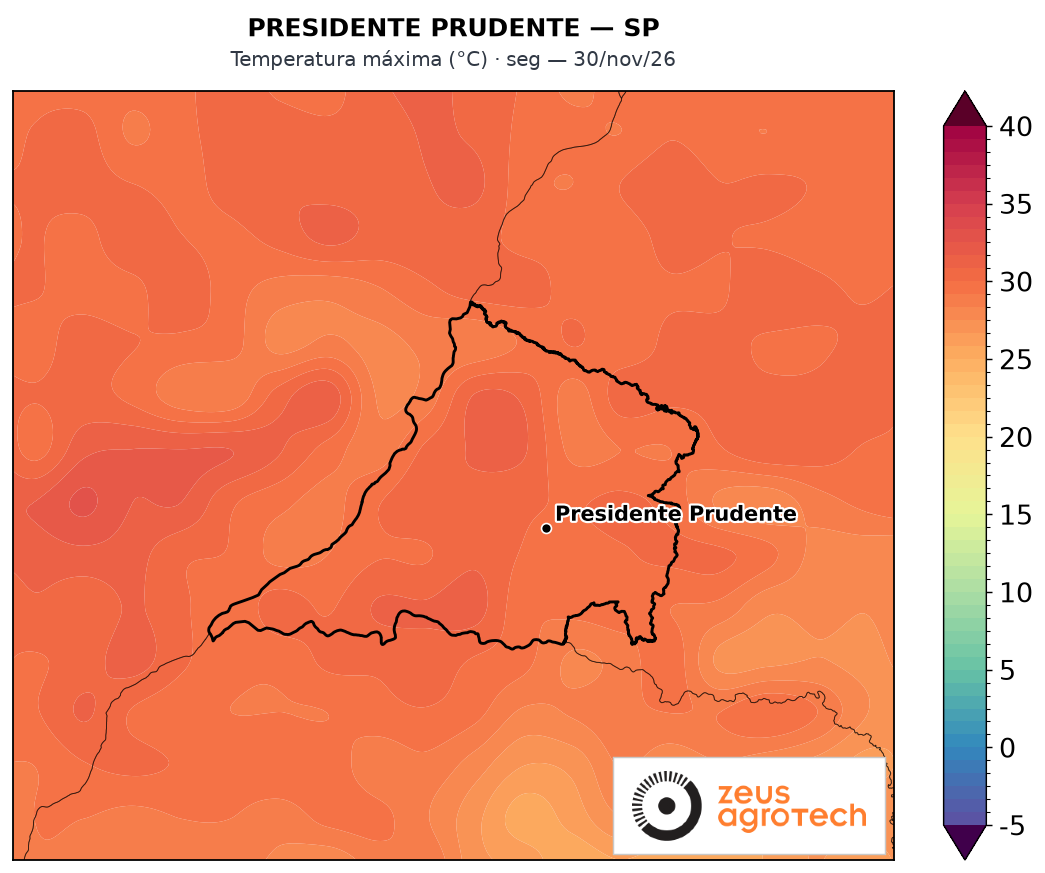 PRESIDENTE PRUDENTE — SP
Temperatura máxima (°C) · seg — 30/nov/26
40
35
30
25
20
15
10
5
0
-5
Presidente Prudente
zeus
agrotech